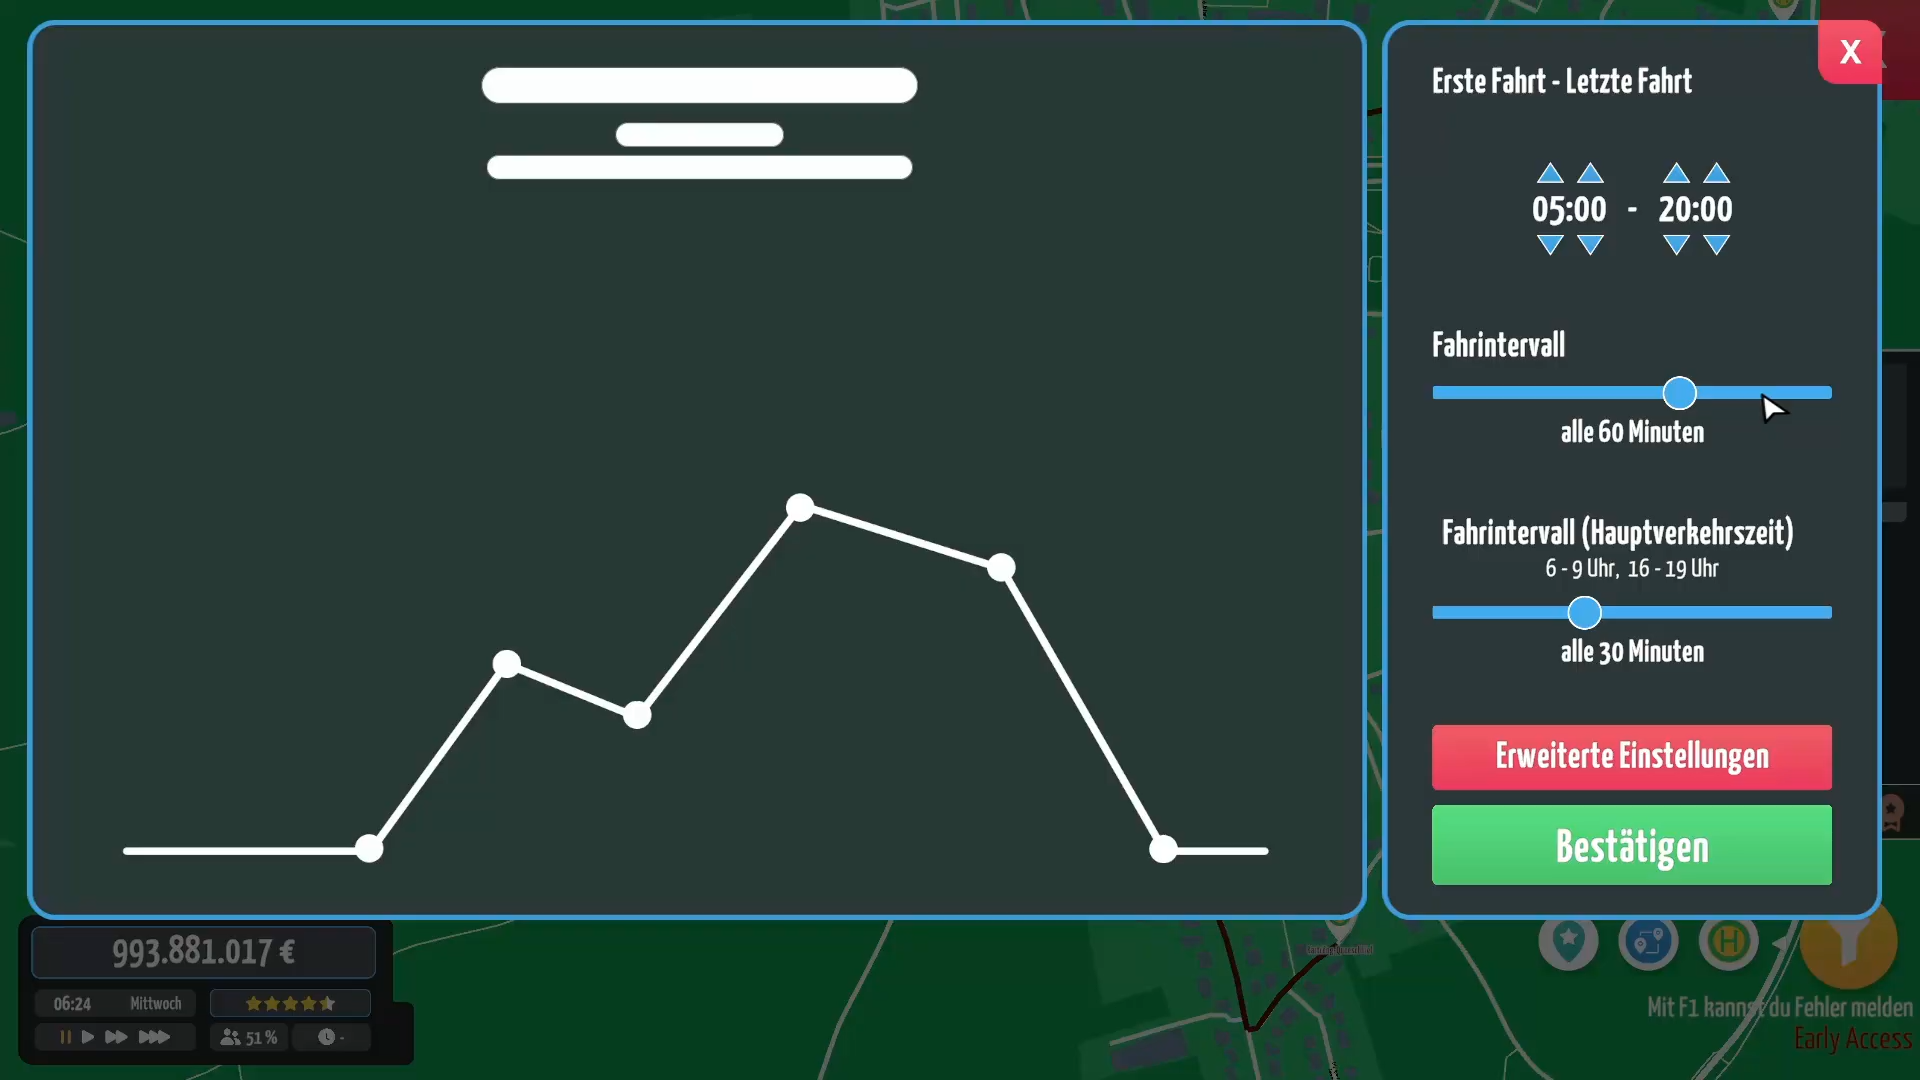 X
Erste Fahrt - Letzte Fahrt
05:00 - 20:00
Fahrintervall
alle 60 Minuten
Fahrintervall (Hauptverkehrszeit)
6 - 9 Uhr, 16 - 19 Uhr
alle 30 Minuten
Erweiterte Einstellungen
Bestätigen
993.881.017 €
06:24 Mittwoch
51 % -
H
Mit F1 kannst du Fehler melden
Early Access